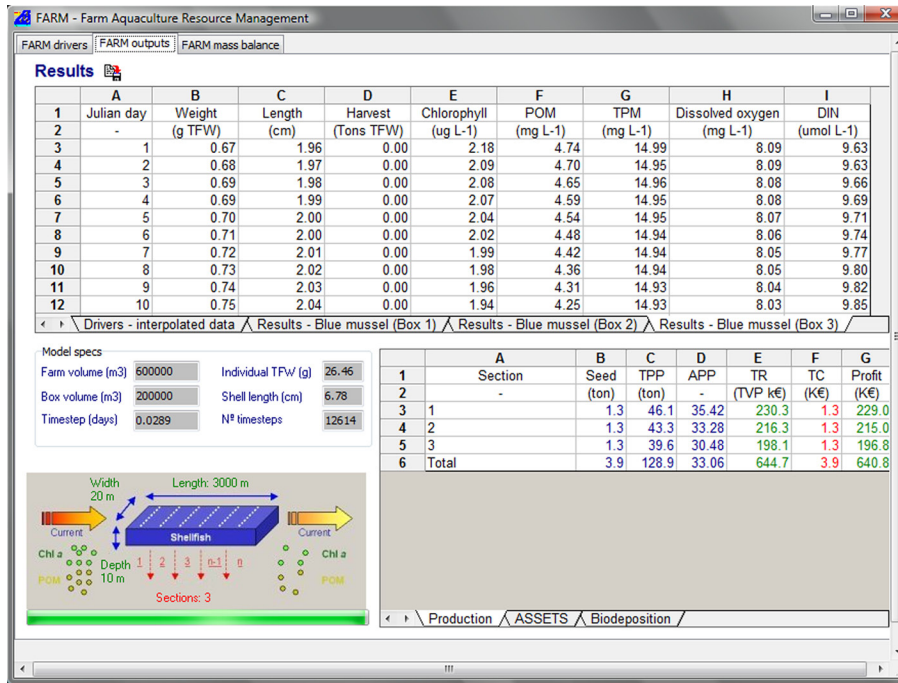 FARM - Farm Aquaculture Resource Management
FARM drivers FARM outputs FARM mass balance
Results
A B C D E F G H I
1 Julian day Weight Length Harvest Chlorophyll POM TPM Dissolved oxygen DIN
2 - (g TFW) (cm) (Tons TFW) (ug L-1) (mg L-1) (mg L-1) (mg L-1) (umol L-1)
3 1 0.67 1.96 0.00 2.18 4.74 14.99 8.09 9.63
4 2 0.68 1.97 0.00 2.09 4.70 14.95 8.09 9.63
5 3 0.69 1.98 0.00 2.08 4.65 14.96 8.08 9.66
6 4 0.69 1.99 0.00 2.07 4.59 14.95 8.08 9.69
7 5 0.70 2.00 0.00 2.04 4.54 14.95 8.07 9.71
8 6 0.71 2.00 0.00 2.02 4.48 14.94 8.06 9.74
9 7 0.72 2.01 0.00 1.99 4.42 14.94 8.05 9.77
10 8 0.73 2.02 0.00 1.98 4.36 14.94 8.05 9.80
11 9 0.74 2.03 0.00 1.96 4.31 14.93 8.04 9.82
12 10 0.75 2.04 0.00 1.94 4.25 14.93 8.03 9.85
Drivers - interpolated data Results - Blue mussel (Box 1) Results - Blue mussel (Box 2) Results - Blue mussel (Box 3)
Model specs
Farm volume (m3) 600000 Individual TFW (g) 26.46
Box volume (m3) 200000 Shell length (cm) 6.78
Timestep (days) 0.0289 Nº timesteps 12614
A B C D E F G
1 Section Seed TPP APP TR TC Profit
2 - (ton) (ton) - (TVP k€) (K€) (K€)
3 1 1.3 46.1 35.42 230.3 1.3 229.0
4 2 1.3 43.3 33.28 216.3 1.3 215.0
5 3 1.3 39.6 30.48 198.1 1.3 196.8
6 Total 3.9 128.9 33.06 644.7 3.9 640.8
Width
20 m
Length: 3000 m
Current
Shellfish
Current
Chl a
POM
Depth
10 m
1 2 3 n-1 n
Chl a
POM
Sections: 3
Production ASSETS Biodeposition